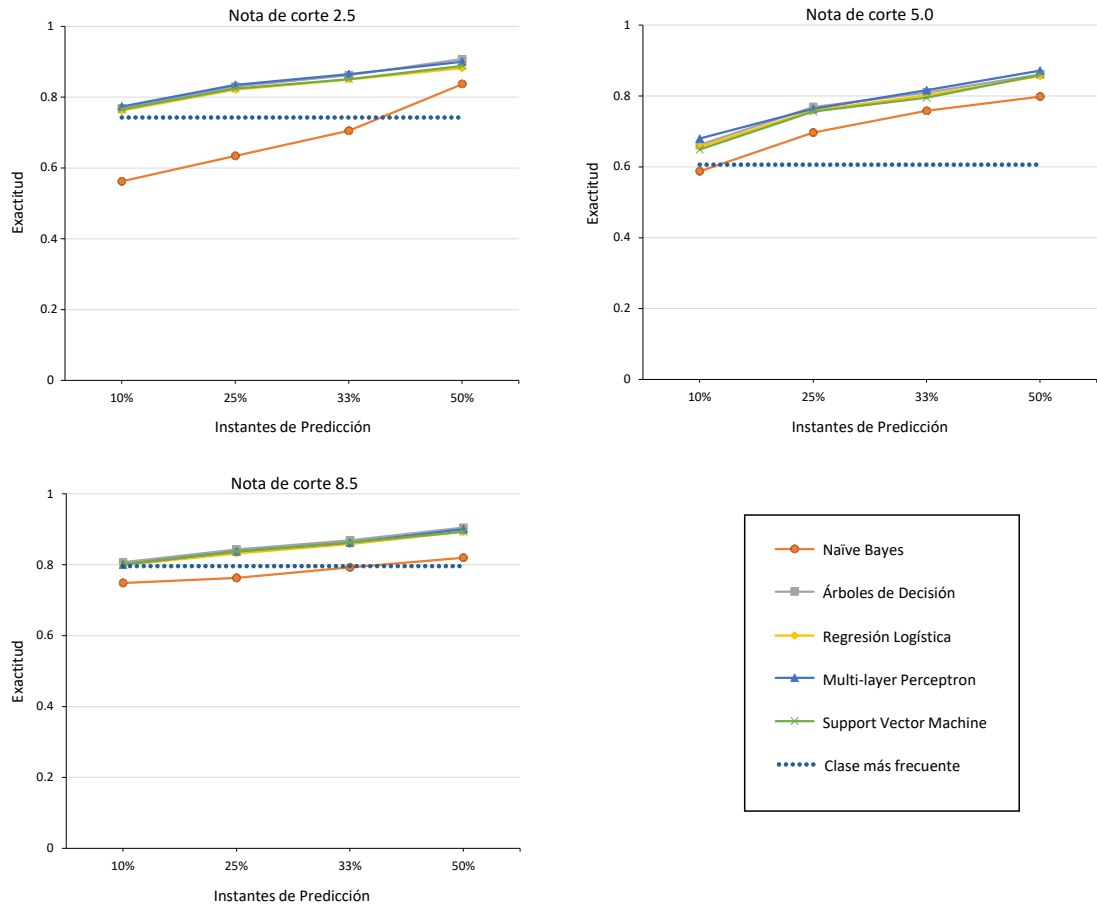 Nota de corte 2.5
1
0.8
0.6
0.4
0.2
0
Exactitud
10%
25%
33%
50%
Instantes de Predicción
Nota de corte 5.0
1
0.8
0.6
0.4
0.2
0
Exactitud
10%
25%
33%
50%
Instantes de Predicción
Nota de corte 8.5
1
0.8
0.6
0.4
0.2
0
Exactitud
10%
25%
33%
50%
Instantes de Predicción
Naïve Bayes
Árboles de Decisión
Regresión Logística
Multi-layer Perceptron
Support Vector Machine
Clase más frecuente